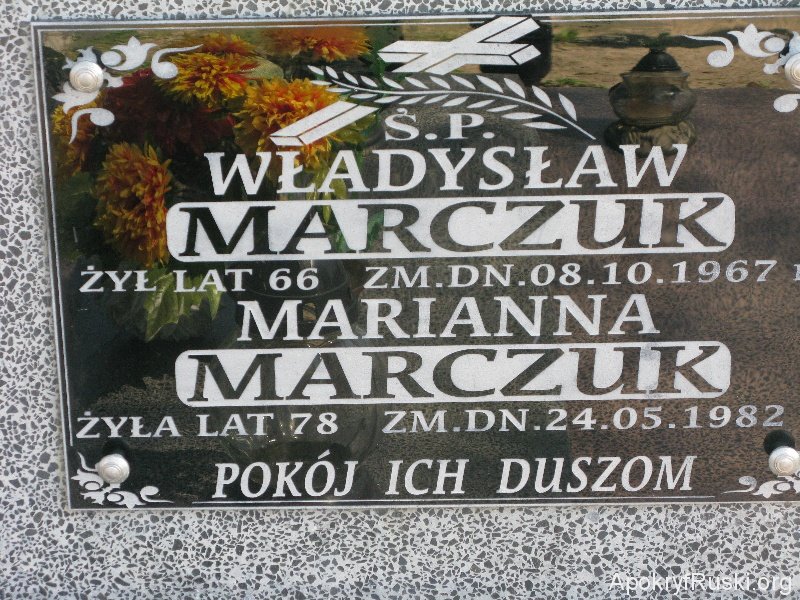 Ś.P.
WŁADYSŁAW
MARCZUK
ŻYŁ LAT 66 ZM.DN.08.10.1967
MARIANNA
MARCZUK
ŻYŁA LAT 78 ZM.DN.24.05.1982
POKÓJ ICH DUSZOM
ApokryfRuski.org